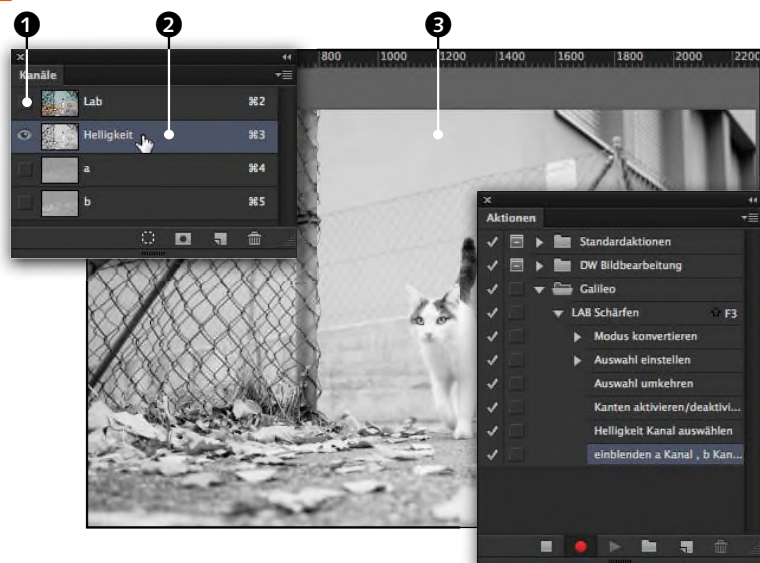 1
2
3
800 1000 1200 1400 1600 1800 2000 2200
Kanäle
Lab ⌘2
Helligkeit ⌘3
a ⌘4
b ⌘5
Aktionen
Standardaktionen
DW Bildbearbeitung
Galileo
LAB Schärfen ⇧ F3
Modus konvertieren
Auswahl einstellen
Auswahl umkehren
Kanten aktivieren/deaktivi...
Helligkeit Kanal auswählen
einblenden a Kanal , b Kan...